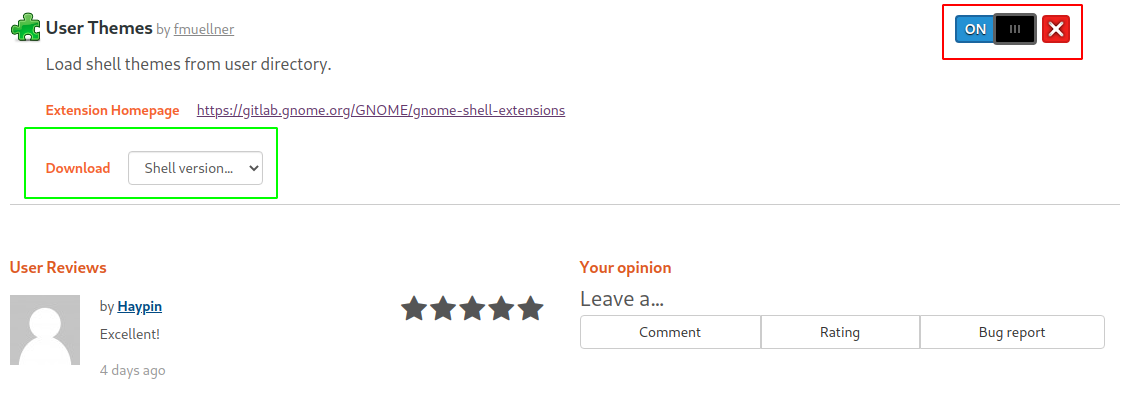 User Themes by fmuellner
ON
Load shell themes from user directory.
Extension Homepage https://gitlab.gnome.org/GNOME/gnome-shell-extensions
Download Shell version...
User Reviews
by Haypin
Excellent!
4 days ago
Your opinion
Leave a...
Comment Rating Bug report